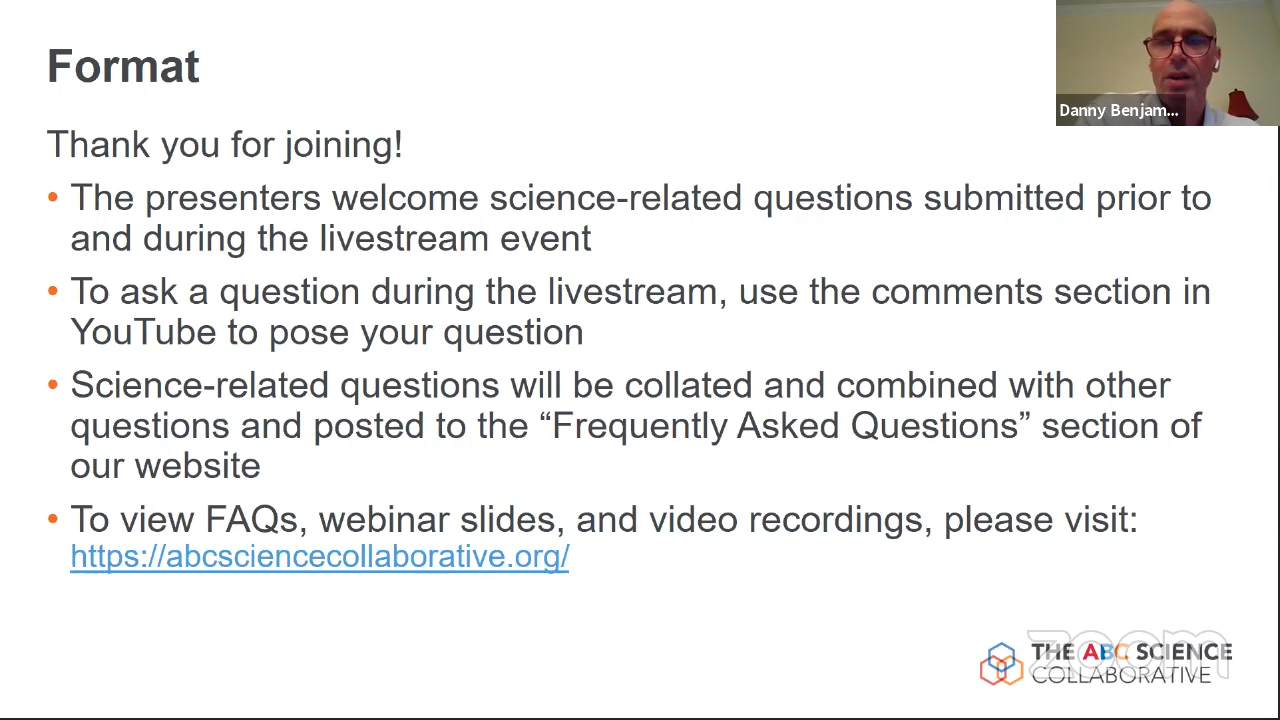 Format
Danny Benjam...
Thank you for joining!
• The presenters welcome science-related questions submitted prior to
and during the livestream event
• To ask a question during the livestream, use the comments section in
YouTube to pose your question
• Science-related questions will be collated and combined with other
questions and posted to the “Frequently Asked Questions” section of
our website
• To view FAQs, webinar slides, and video recordings, please visit:
https://abcsciencecollaborative.org/
THE ABC SCIENCE
COLLABORATIVE
zoom